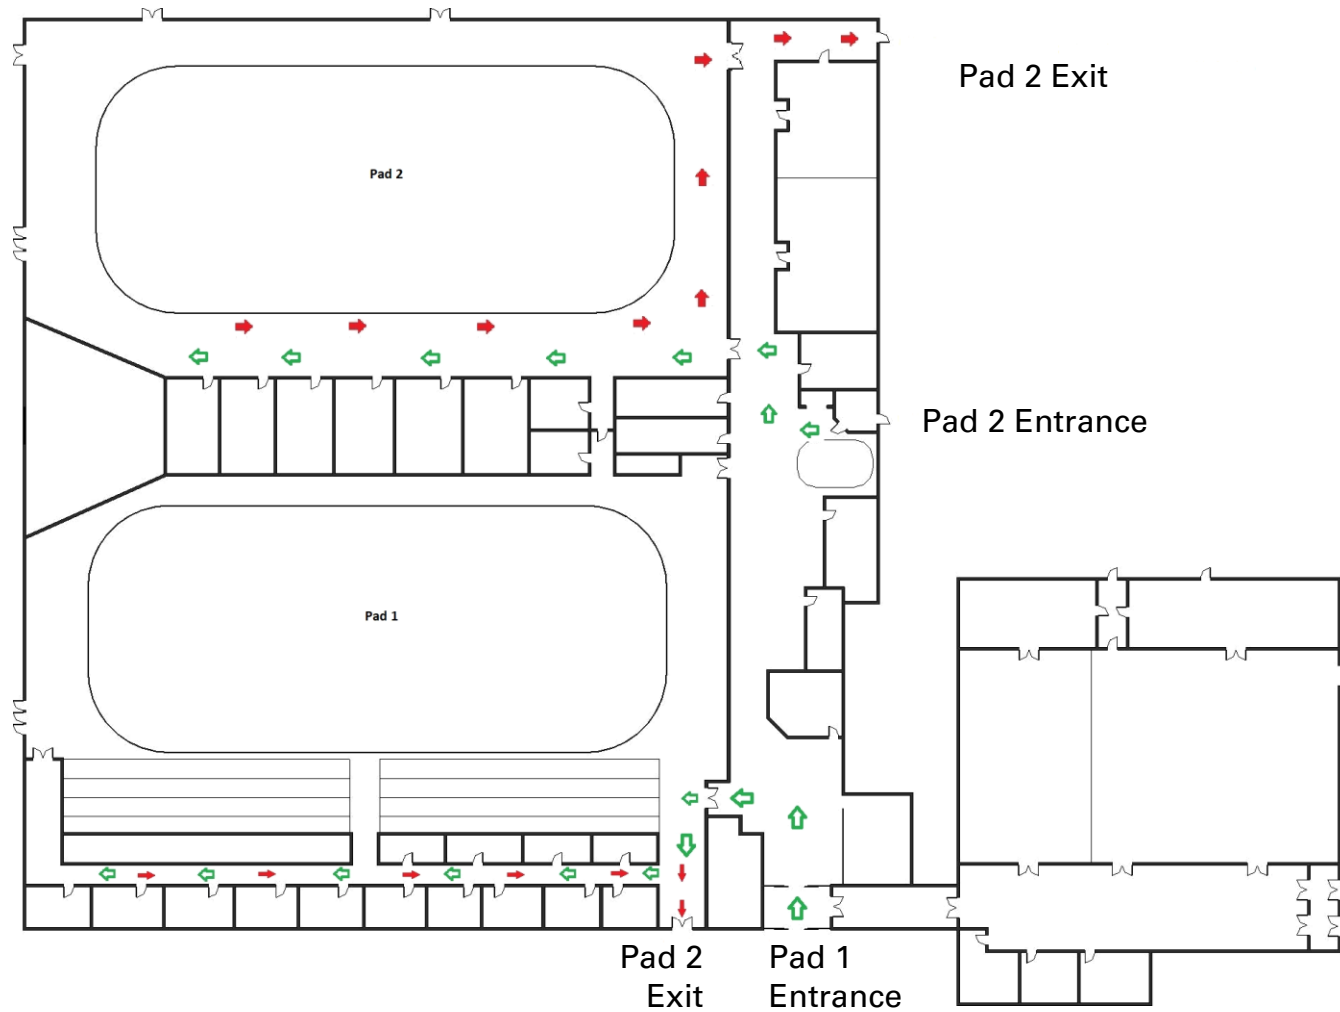 Pad 2 Exit
Pad 2
Pad 2 Entrance
Pad 1
Pad 2
Exit
Pad 1
Entrance